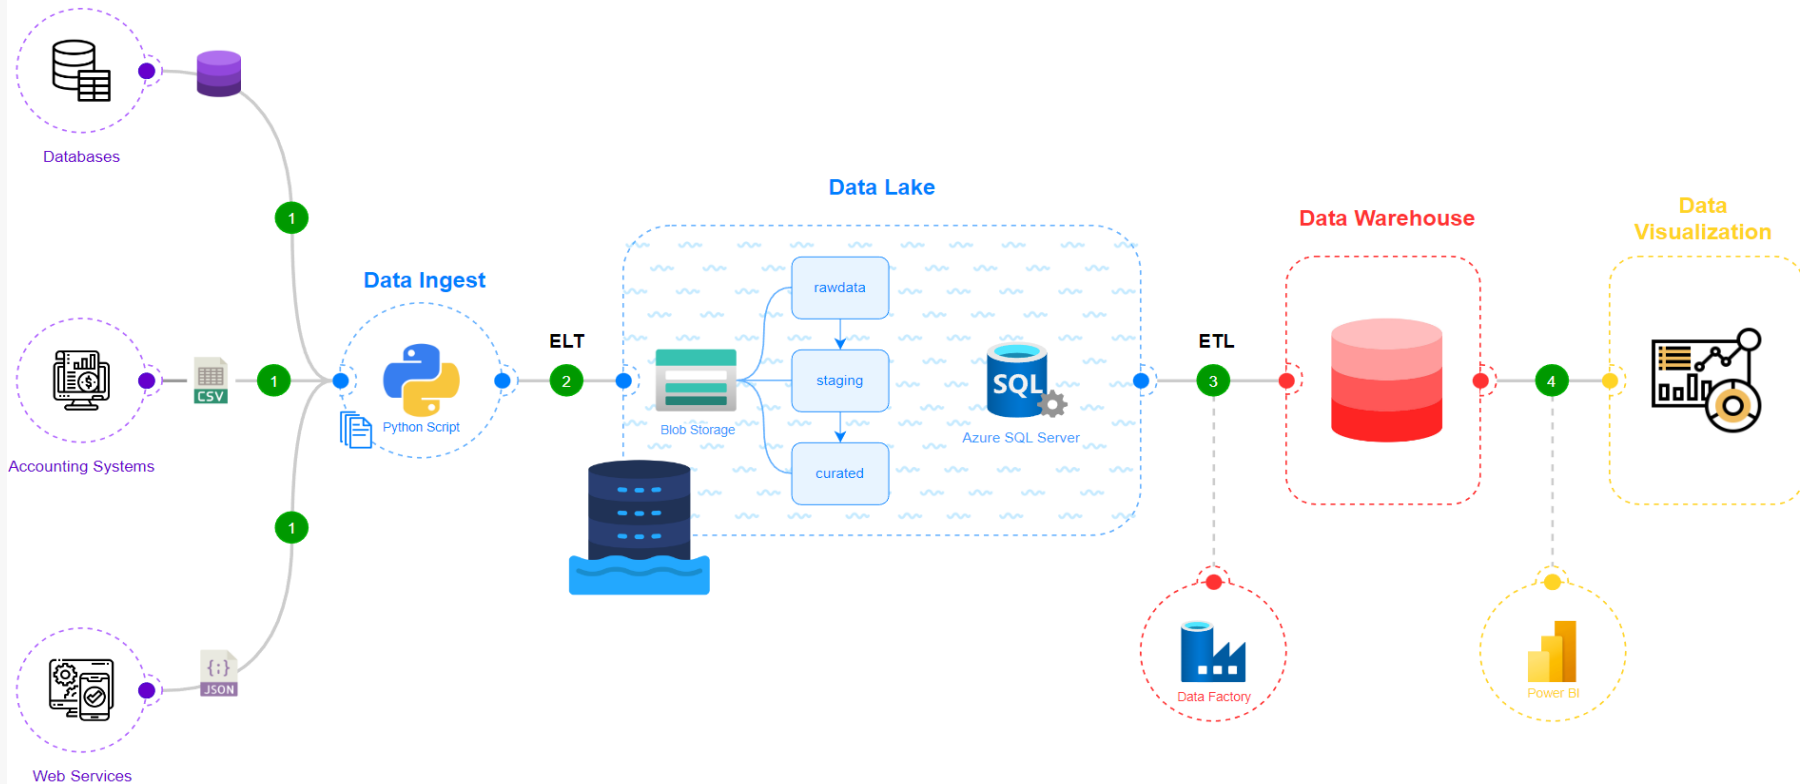 Databases
1
CSV
1
Accounting Systems
1
{;}
JSON
Web Services
Data Ingest
Python Script
ELT
2
Data Lake
Blob Storage
rawdata
staging
curated
SQL
Azure SQL Server
ETL
3
Data Factory
Data Warehouse
4
Power BI
Data
Visualization